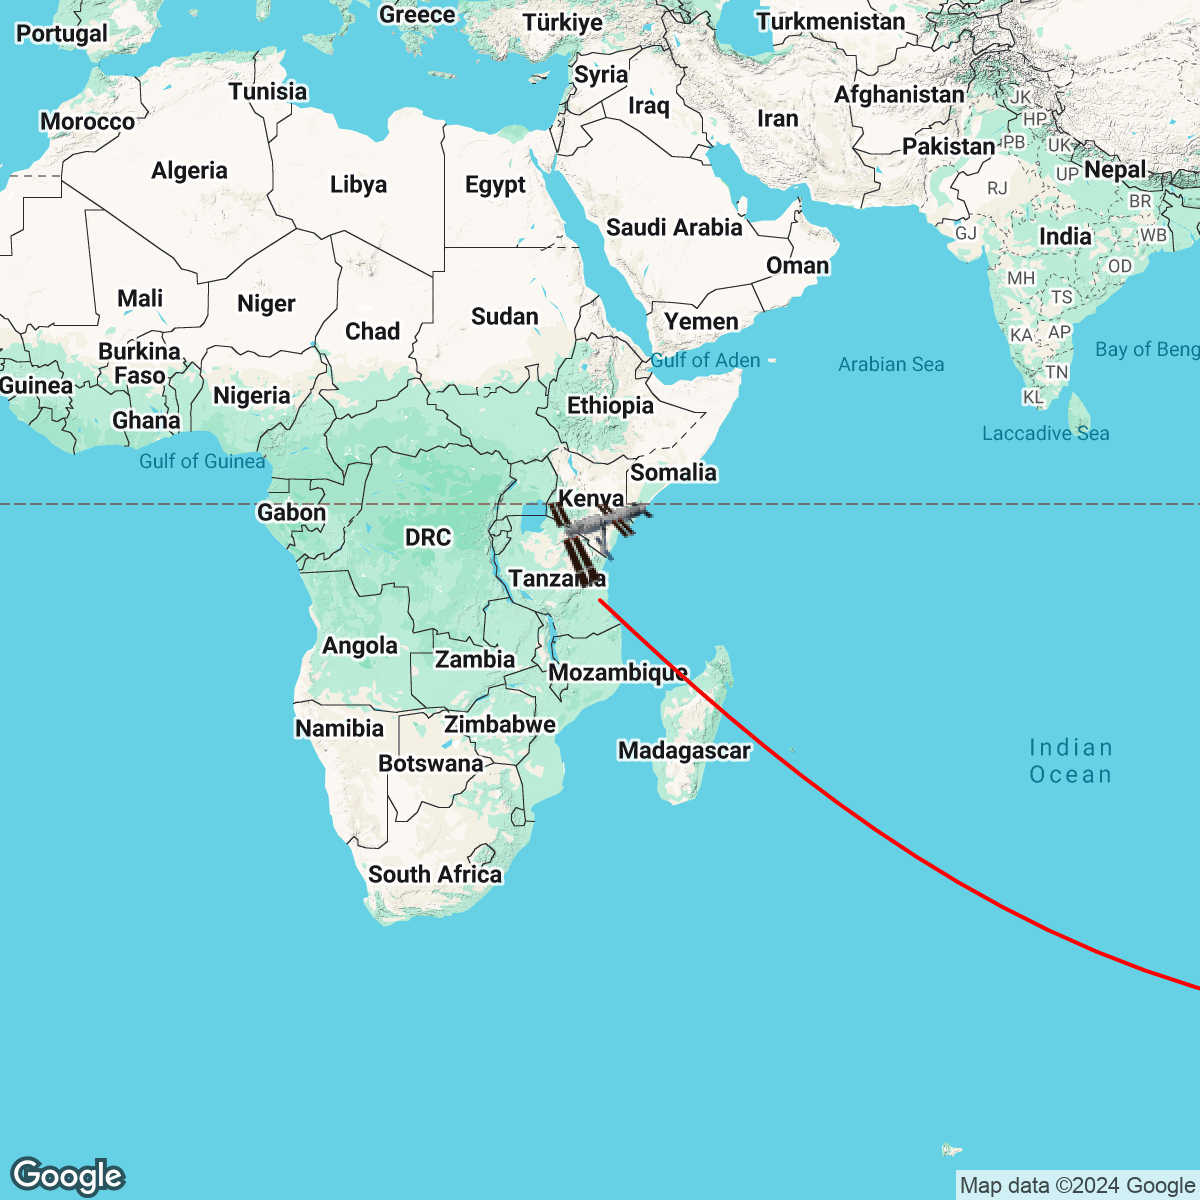 Greece
Türkiye
Turkmenistan
Portugal
Syria
Tunisia
Iraq
Afghanistan
JK
Morocco
Iran
HP
Pakistan
PB
UK
Algeria
Libya
Egypt
UP
Nepal
RJ
BR
Saudi Arabia
GJ
India
WB
Oman
OD
MH
Mali
Niger
TS
Sudan
Yemen
Chad
KA
AP
Burkina
Faso
Gulf of Aden
Arabian Sea
Bay of Beng
TN
Guinea
Nigeria
KL
Ethiopia
Ghana
Laccadive Sea
Gulf of Guinea
Somalia
Kenya
Gabon
DRC
Tanzania
Angola
Zambia
Mozambique
Namibia
Zimbabwe
Madagascar
Indian
Ocean
Botswana
South Africa
Google
Map data ©2024 Google